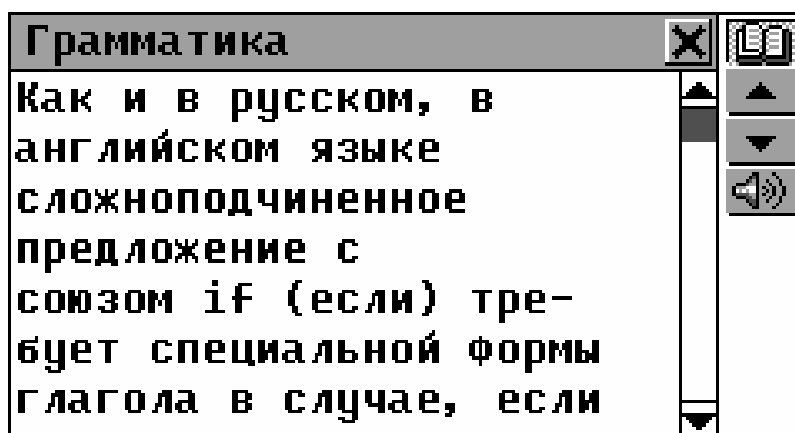 Грамматика
Как и в русском, в
английском языке
сложноподчиненное
предложение с
союзом if (если) тре-
бует специальной формы
глагола в случае, если